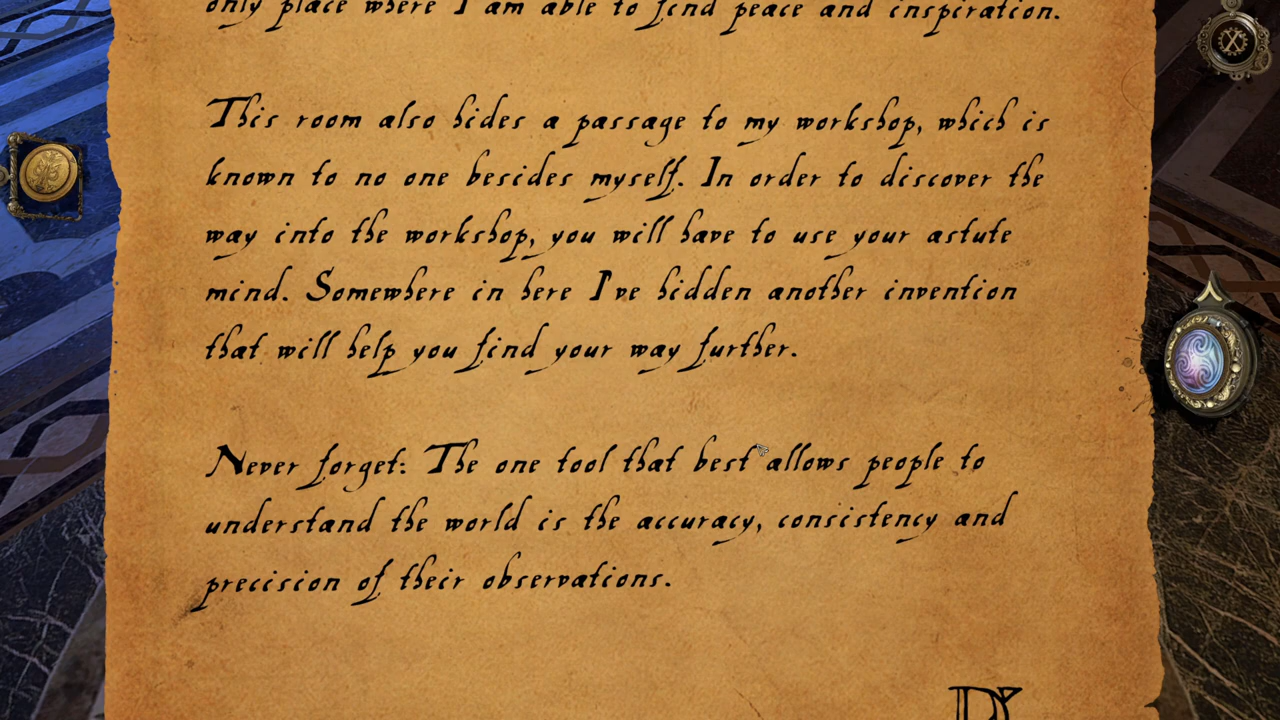 only place where I am able to find peace and inspiration.
This room also hides a passage to my workshop, which is
known to no one besides myself. In order to discover the
way into the workshop, you will have to use your astute
mind. Somewhere in here I've hidden another invention
that will help you find your way further.
Never forget: The one tool that best allows people to
understand the world is the accuracy, consistency and
precision of their observations.